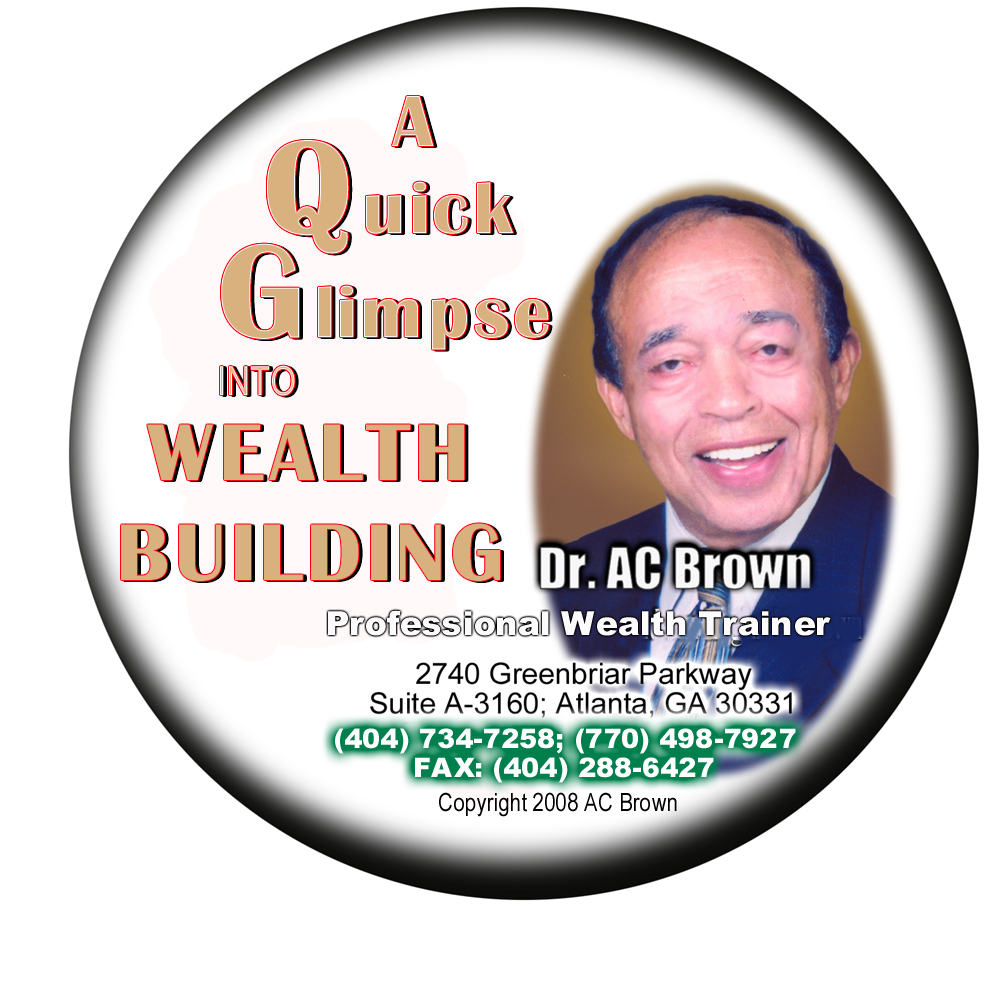 A
Quick
Glimpse
INTO
WEALTH
BUILDING
Dr. AC Brown
Professional Wealth Trainer
2740 Greenbriar Parkway
Suite A-3160; Atlanta, GA 30331
(404) 734-7258; (770) 498-7927
FAX: (404) 288-6427
Copyright 2008 AC Brown